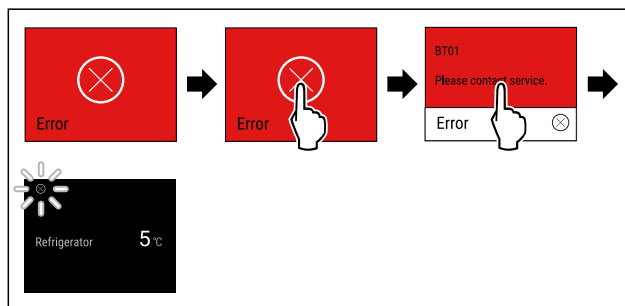 Error
Error
BT01
Please contact service.
Error
Refrigerator 5 °C